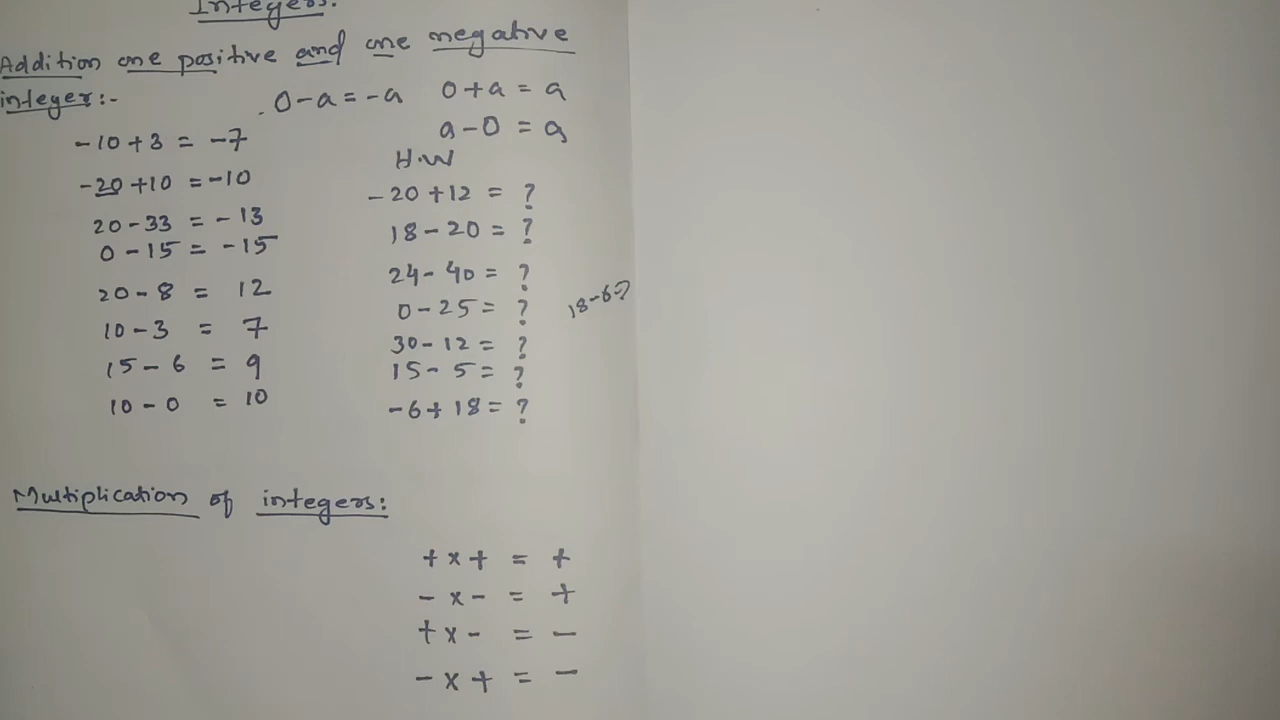 Integers:
Addition one positive and one negative
integer:-
0-a=-a 0+a=a
a-0=a
-10+3 = -7
-20+10 =-10
20-33 = -13
0-15 = -15
20-8 = 12
10-3 = 7
15-6 = 9
10-0 = 10
H.W
-20+12 = ?
18-20 = ?
24-40 = ?
0-25 = ?
18-6=?
30-12 = ?
15-5 = ?
-6+18 = ?
Multiplication of integers:
+ x + = +
- x - = +
+ x - = -
- x + = -